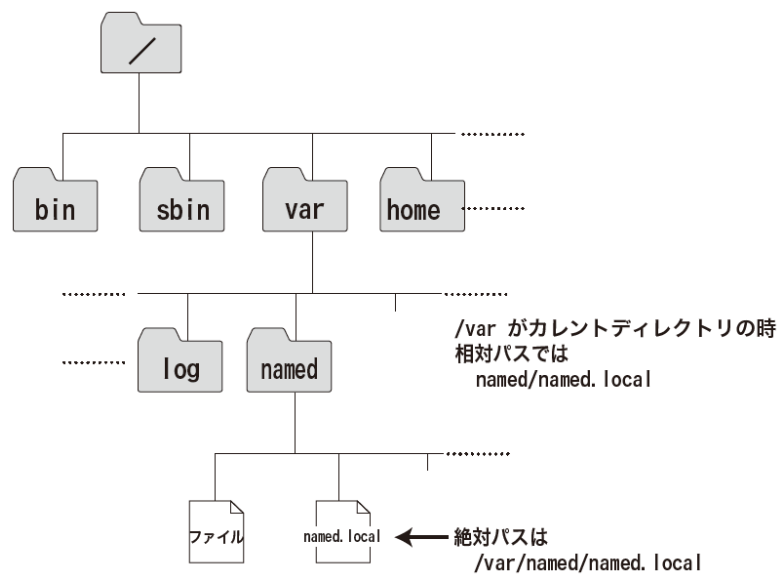 /
bin
sbin
var
home
log
named
/var がカレントディレクトリの時
相対パスでは
named/named.local
ファイル
named.local
絶対パスは
/var/named/named.local